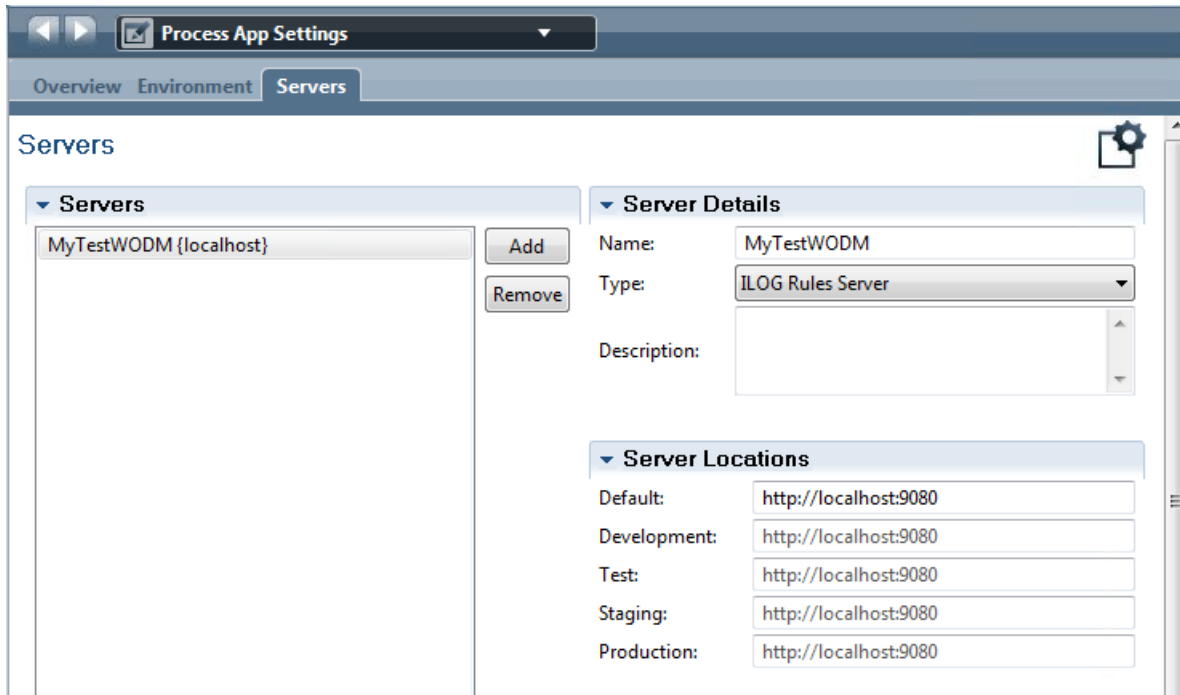 Process App Settings
Overview Environment Servers
Servers
Servers
MyTestWODM {localhost}
Add
Remove
Server Details
Name: MyTestWODM
Type: ILOG Rules Server
Description:
Server Locations
Default: http://localhost:9080
Development: http://localhost:9080
Test: http://localhost:9080
Staging: http://localhost:9080
Production: http://localhost:9080